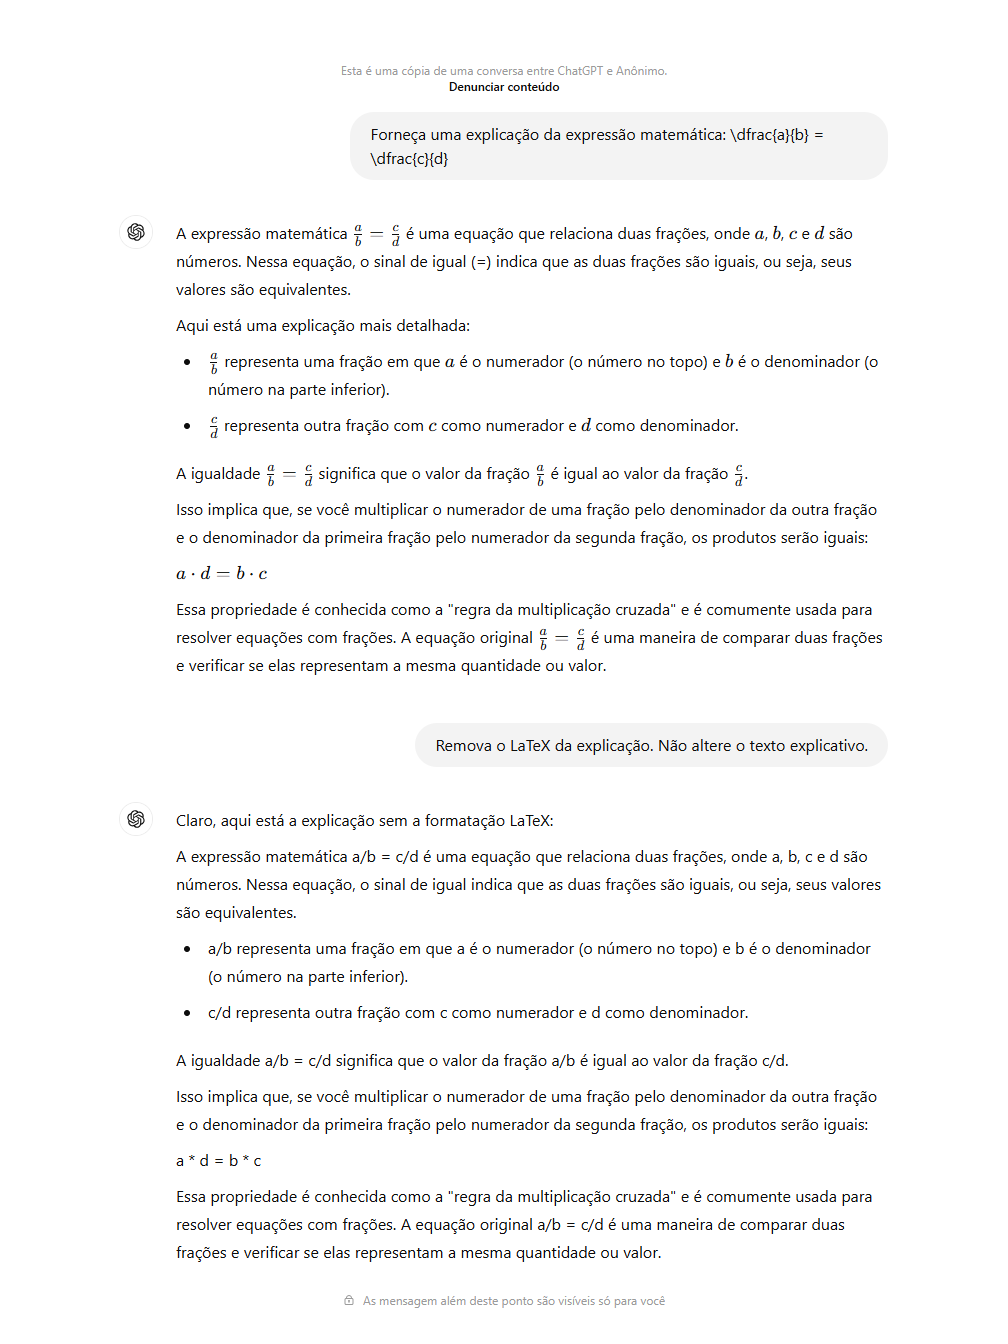 Esta é uma cópia de uma conversa entre ChatGPT e Anônimo.
Denunciar conteúdo
Forneça uma explicação da expressão matemática: \dfrac{a}{b} =
\dfrac{c}{d}
A expressão matemática a/b = c/d é uma equação que relaciona duas frações, onde a, b, c e d são
números. Nessa equação, o sinal de igual (=) indica que as duas frações são iguais, ou seja, seus
valores são equivalentes.
Aqui está uma explicação mais detalhada:
• a/b representa uma fração em que a é o numerador (o número no topo) e b é o denominador (o
número na parte inferior).
• c/d representa outra fração com c como numerador e d como denominador.
A igualdade a/b = c/d significa que o valor da fração a/b é igual ao valor da fração c/d.
Isso implica que, se você multiplicar o numerador de uma fração pelo denominador da outra fração
e o denominador da primeira fração pelo numerador da segunda fração, os produtos serão iguais:
a · d = b · c
Essa propriedade é conhecida como a "regra da multiplicação cruzada" e é comumente usada para
resolver equações com frações. A equação original a/b = c/d é uma maneira de comparar duas frações
e verificar se elas representam a mesma quantidade ou valor.
Remova o LaTeX da explicação. Não altere o texto explicativo.
Claro, aqui está a explicação sem a formatação LaTeX:
A expressão matemática a/b = c/d é uma equação que relaciona duas frações, onde a, b, c e d são
números. Nessa equação, o sinal de igual indica que as duas frações são iguais, ou seja, seus valores
são equivalentes.
• a/b representa uma fração em que a é o numerador (o número no topo) e b é o denominador
(o número na parte inferior).
• c/d representa outra fração com c como numerador e d como denominador.
A igualdade a/b = c/d significa que o valor da fração a/b é igual ao valor da fração c/d.
Isso implica que, se você multiplicar o numerador de uma fração pelo denominador da outra fração
e o denominador da primeira fração pelo numerador da segunda fração, os produtos serão iguais:
a * d = b * c
Essa propriedade é conhecida como a "regra da multiplicação cruzada" e é comumente usada para
resolver equações com frações. A equação original a/b = c/d é uma maneira de comparar duas
frações e verificar se elas representam a mesma quantidade ou valor.
As mensagem além deste ponto são visíveis só para você